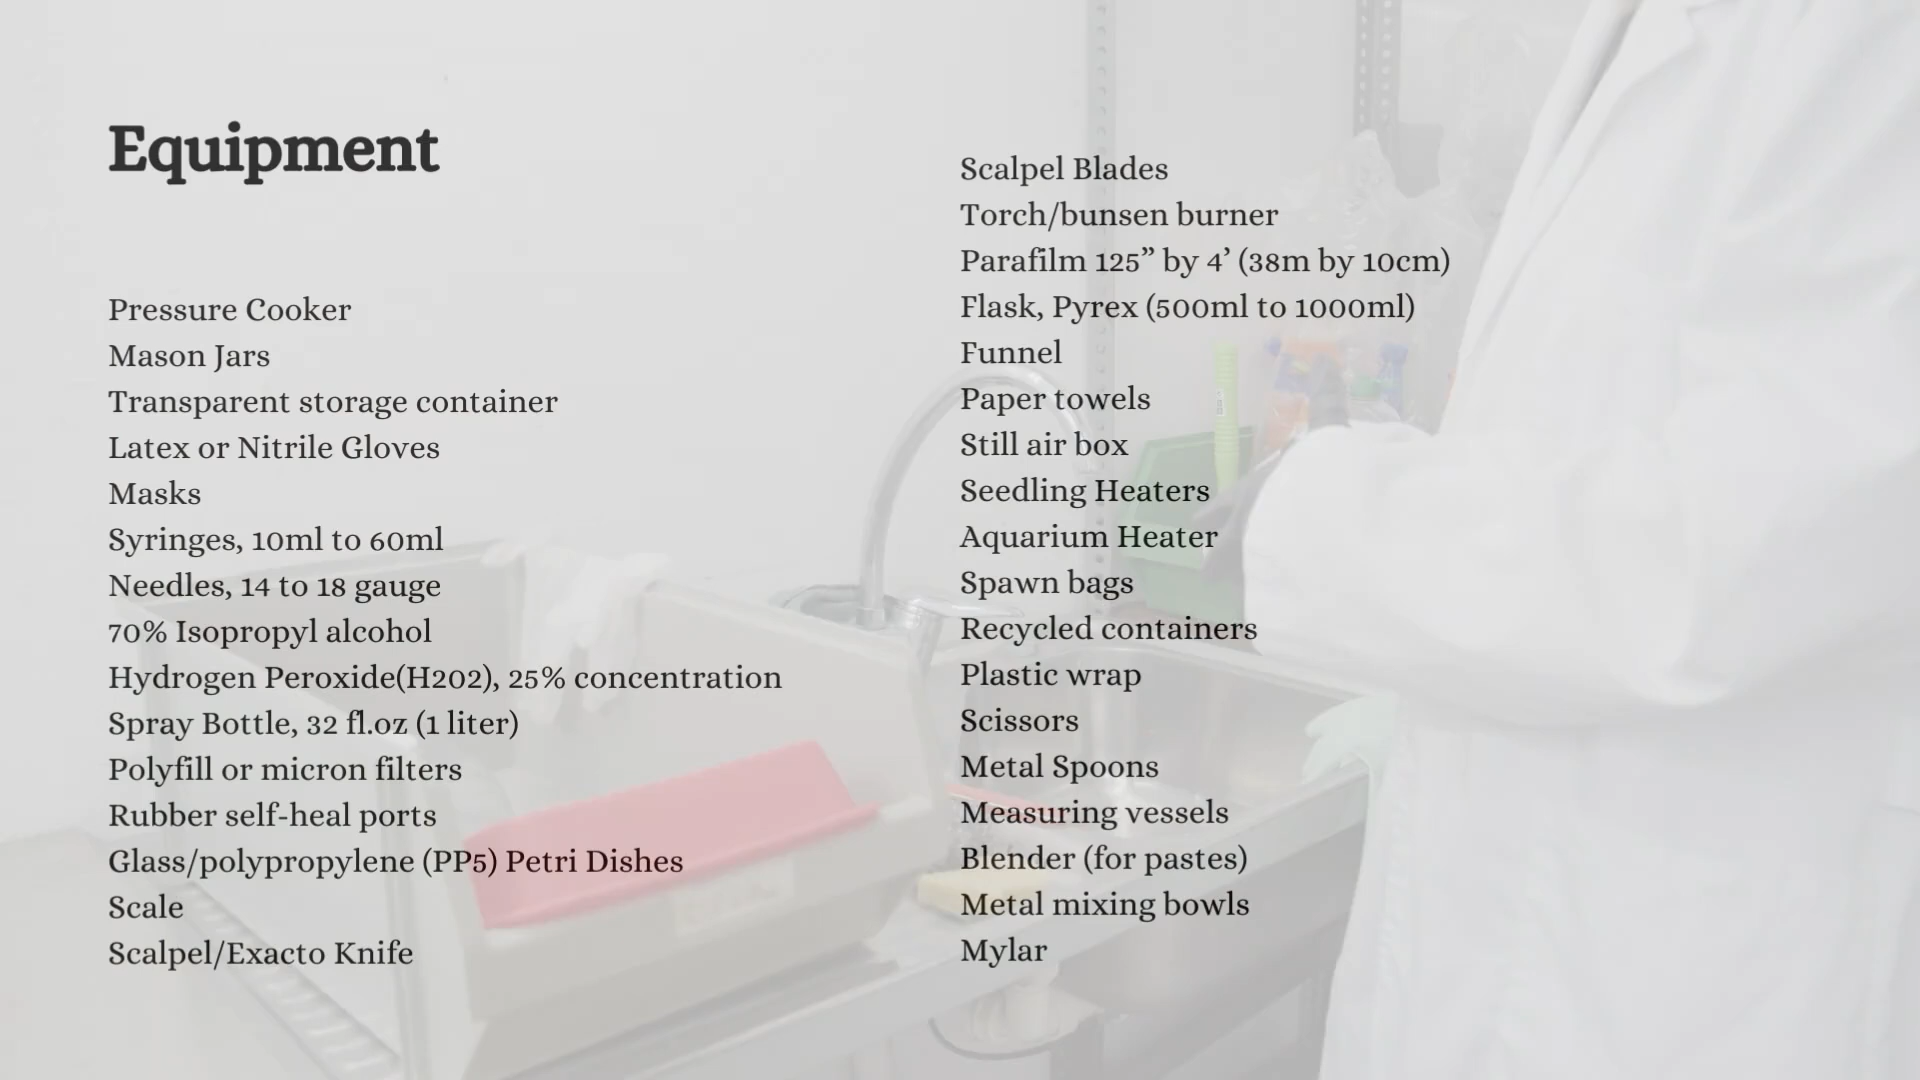 Equipment
Pressure Cooker
Mason Jars
Transparent storage container
Latex or Nitrile Gloves
Masks
Syringes, 10ml to 60ml
Needles, 14 to 18 gauge
70% Isopropyl alcohol
Hydrogen Peroxide(H202), 25% concentration
Spray Bottle, 32 fl.oz (1 liter)
Polyfill or micron filters
Rubber self-heal ports
Glass/polypropylene (PP5) Petri Dishes
Scale
Scalpel/Exacto Knife
Scalpel Blades
Torch/bunsen burner
Parafilm 125” by 4’ (38m by 10cm)
Flask, Pyrex (500ml to 1000ml)
Funnel
Paper towels
Still air box
Seedling Heaters
Aquarium Heater
Spawn bags
Recycled containers
Plastic wrap
Scissors
Metal Spoons
Measuring vessels
Blender (for pastes)
Metal mixing bowls
Mylar